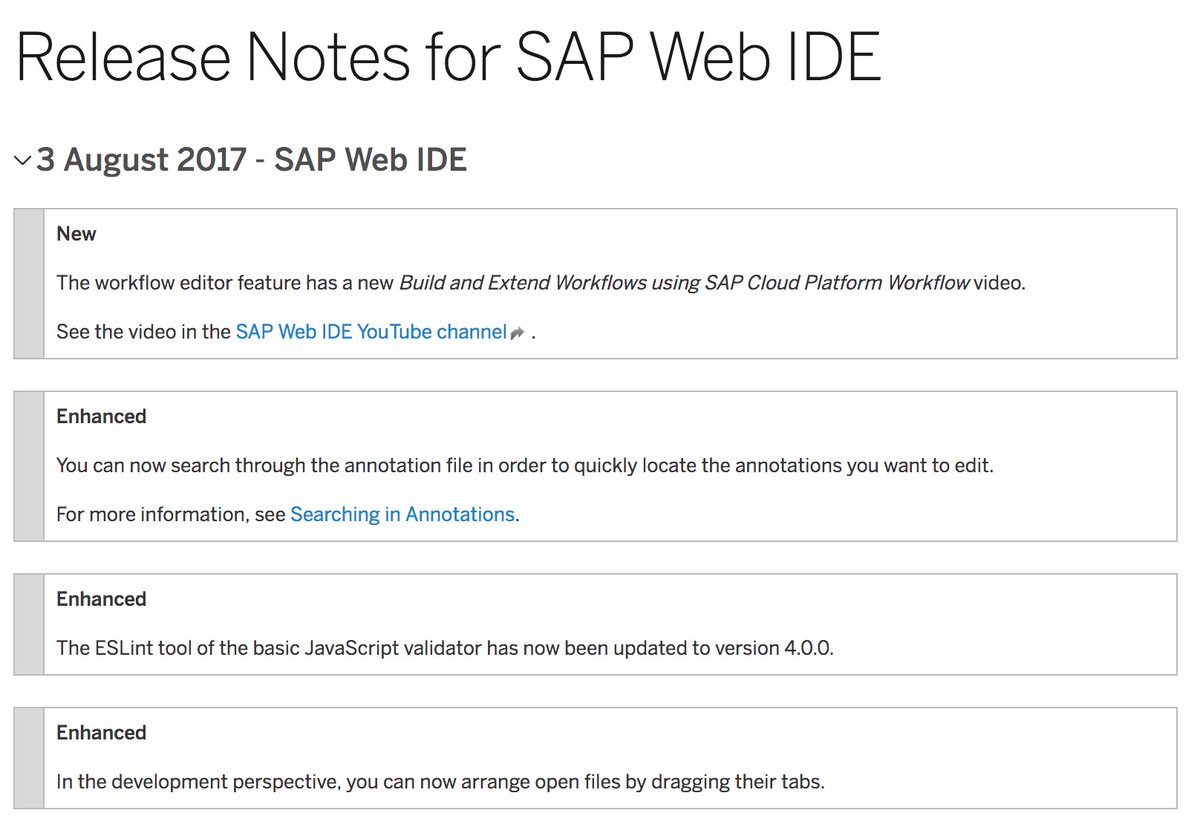 Release Notes for SAP Web IDE
3 August 2017 - SAP Web IDE
New
The workflow editor feature has a new Build and Extend Workflows using SAP Cloud Platform Workflow video.
See the video in the SAP Web IDE YouTube channel .
Enhanced
You can now search through the annotation file in order to quickly locate the annotations you want to edit.
For more information, see Searching in Annotations.
Enhanced
The ESLint tool of the basic JavaScript validator has now been updated to version 4.0.0.
Enhanced
In the development perspective, you can now arrange open files by dragging their tabs.